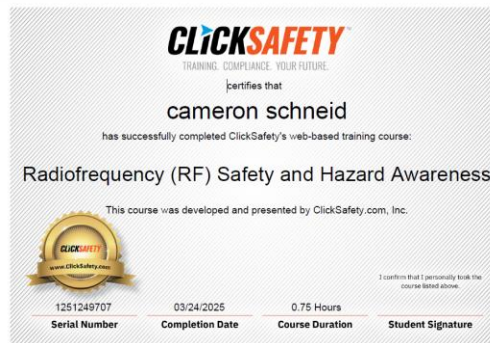 CLICKSAFETY
TRAINING. COMPLIANCE. YOUR FUTURE.
certifies that
cameron schneid
has successfully completed ClickSafety's web-based training course:
Radiofrequency (RF) Safety and Hazard Awareness
This course was developed and presented by ClickSafety.com, Inc.
CLICKSAFETY
www.ClickSafety.com
I confirm that I personally took the
course listed above.
1251249707 03/24/2025 0.75 Hours
Serial Number Completion Date Course Duration Student Signature